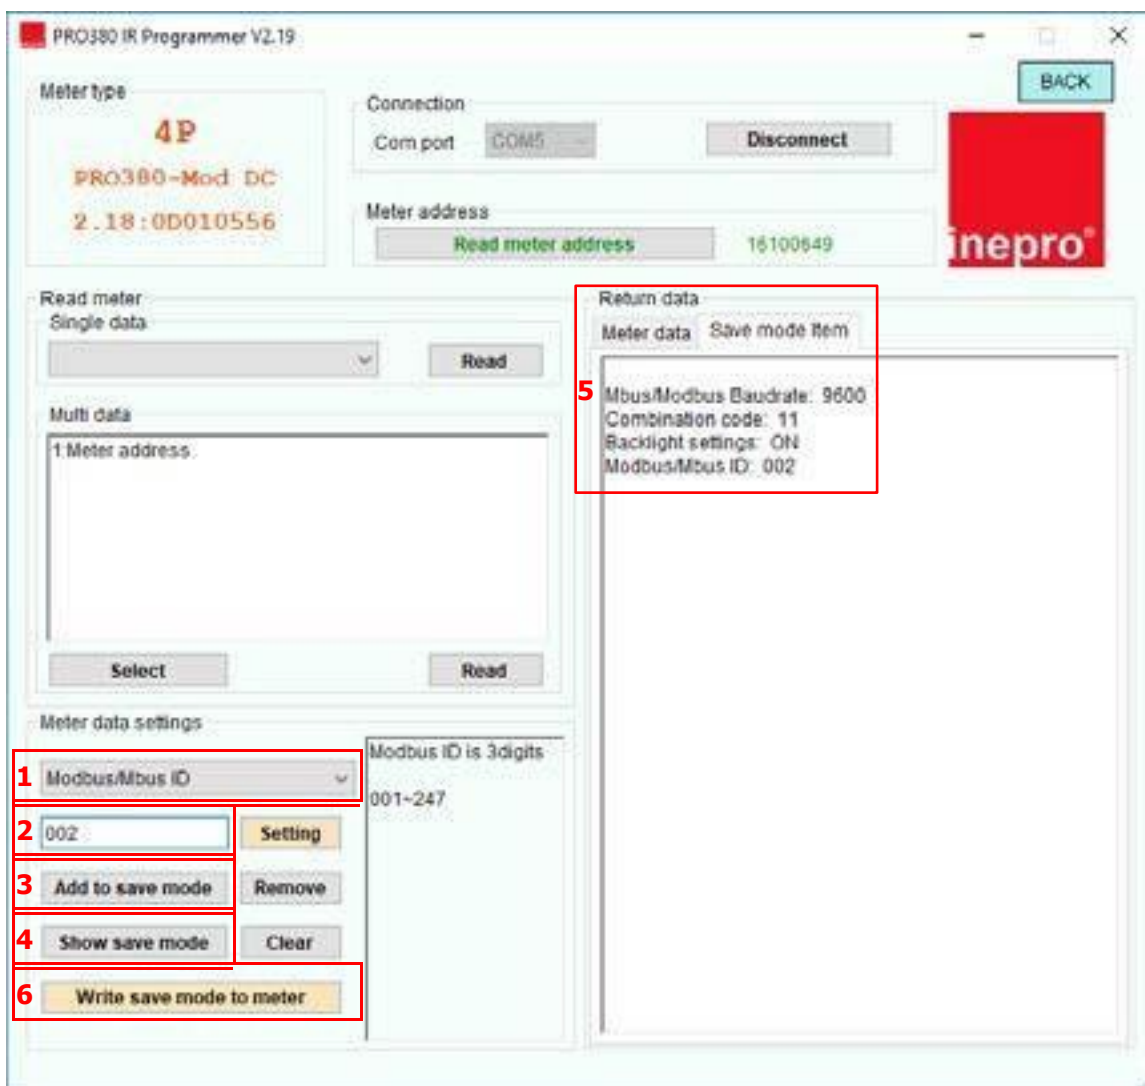 PRO380 IR Programmer V2.19
BACK
Meter type
4P
PRO380-Mod DC
2.18:0D010556
Connection
Com port COM5 Disconnect
Meter address
Read meter address 16100649
inepro®
Read meter
Single data
Read
Multi data
1:Meter address
Select Read
Return data
Meter data Save mode Item
5
Mbus/Modbus Baudrate: 9600
Combination code: 11
Backlight settings: ON
Modbus/Mbus ID: 002
Meter data settings
1 Modbus/Mbus ID
2 002 Setting
3 Add to save mode Remove
4 Show save mode Clear
6 Write save mode to meter
Modbus ID is 3digits
001~247